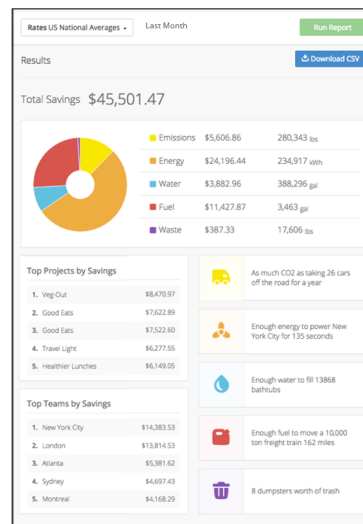 Rates US National Averages
Last Month
Run Report
Results
Download CSV
Total Savings $45,501.47
Emissions $5,606.86 280,343 lbs
Energy $24,196.44 234,917 kWh
Water $3,882.96 388,296 gal
Fuel $11,427.87 3,463 gal
Waste $387.33 17,606 lbs
Top Projects by Savings
1. Veg-Out $8,470.97
2. Good Eats $7,622.89
3. Good Eats $7,522.60
4. Travel Light $6,277.55
5. Healthier Lunches $6,149.05
Top Teams by Savings
1. New York City $14,383.53
2. London $13,814.53
3. Atlanta $5,381.62
4. Sydney $4,697.43
5. Montreal $4,168.29
As much CO2 as taking 26 cars
off the road for a year
Enough energy to power New
York City for 135 seconds
Enough water to fill 13868
bathtubs
Enough fuel to move a 10,000
ton freight train 162 miles
8 dumpsters worth of trash